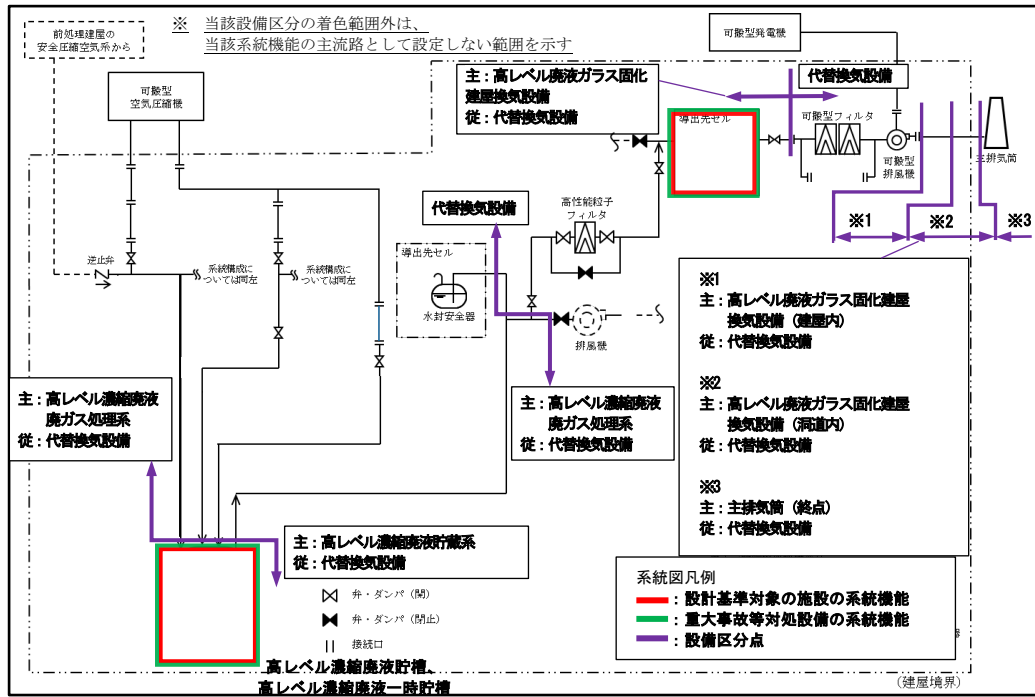 前処理建屋の
安全圧縮空気系から
※ 当該設備区分の着色範囲外は、
当該系統機能の主流路として設定しない範囲を示す
可搬型発電機
可搬型
空気圧縮機
主：高レベル廃液ガラス固化
建屋換気設備
従：代替換気設備
代替換気設備
導出先セル
可搬型フィルタ
可搬型
排風機
主排気筒
※1
※2
※3
代替換気設備
高性能粒子
フィルタ
導出先セル
水封安全器
排風機
逆止弁
系統構成に
ついては同左
系統構成に
ついては同左
主：高レベル濃縮廃液
廃ガス処理系
従：代替換気設備
主：高レベル濃縮廃液
廃ガス処理系
従：代替換気設備
※1
主：高レベル廃液ガラス固化建屋
換気設備（建屋内）
従：代替換気設備
※2
主：高レベル廃液ガラス固化建屋
換気設備（洞道内）
従：代替換気設備
※3
主：主排気筒（終点）
従：代替換気設備
主：高レベル濃縮廃液貯蔵系
従：代替換気設備
弁・ダンパ（開）
弁・ダンパ（閉止）
接続口
高レベル濃縮廃液貯槽、
高レベル濃縮廃液一時貯槽
系統図凡例
：設計基準対象の施設の系統機能
：重大事故等対処設備の系統機能
：設備区分点
（建屋境界）